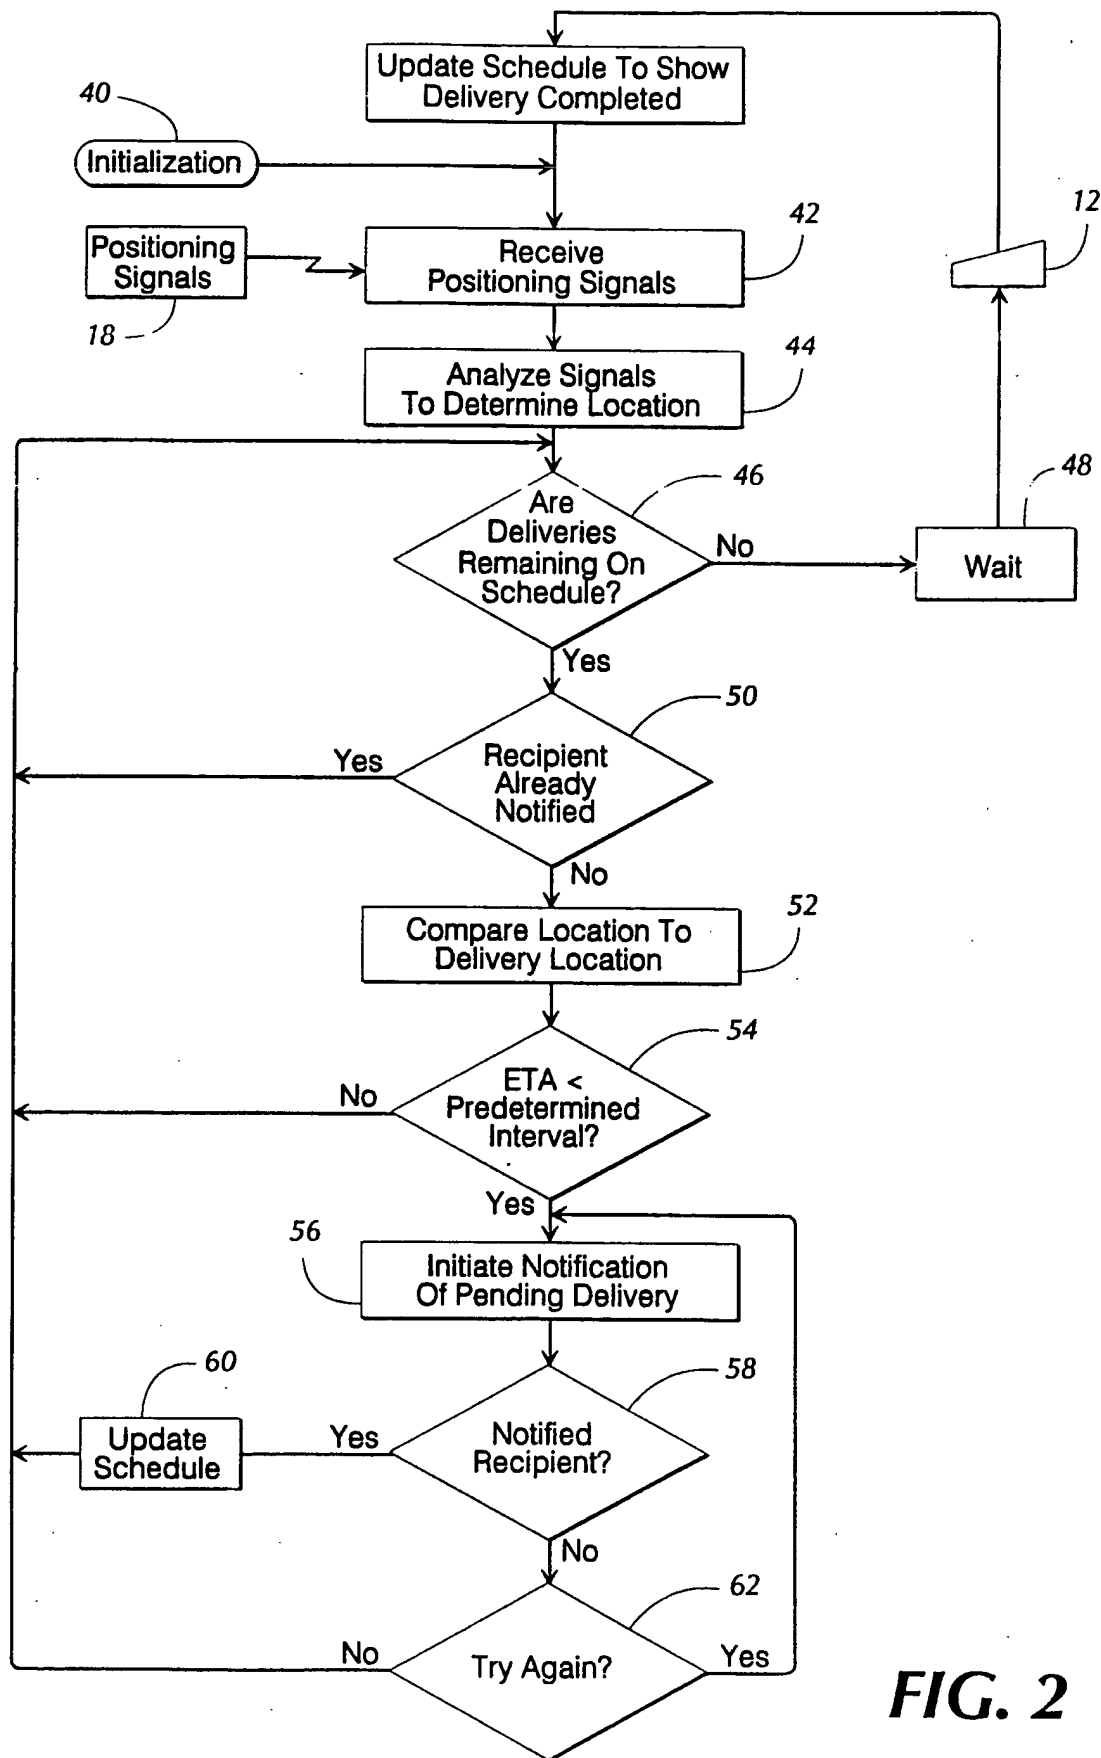 Update Schedule To Show
Delivery Completed
40
Initialization
12
42
Positioning
Signals
Receive
Positioning Signals
18
44
Analyze Signals
To Determine Location
46
48
Are
Deliveries
Remaining On
Schedule?
No
Wait
Yes
50
Yes
Recipient
Already
Notified
No
52
Compare Location To
Delivery Location
54
No
ETA <
Predetermined
Interval?
Yes
56
Initiate Notification
Of Pending Delivery
60
58
Update
Schedule
Yes
Notified
Recipient?
No
62
No
Try Again?
Yes
FIG. 2